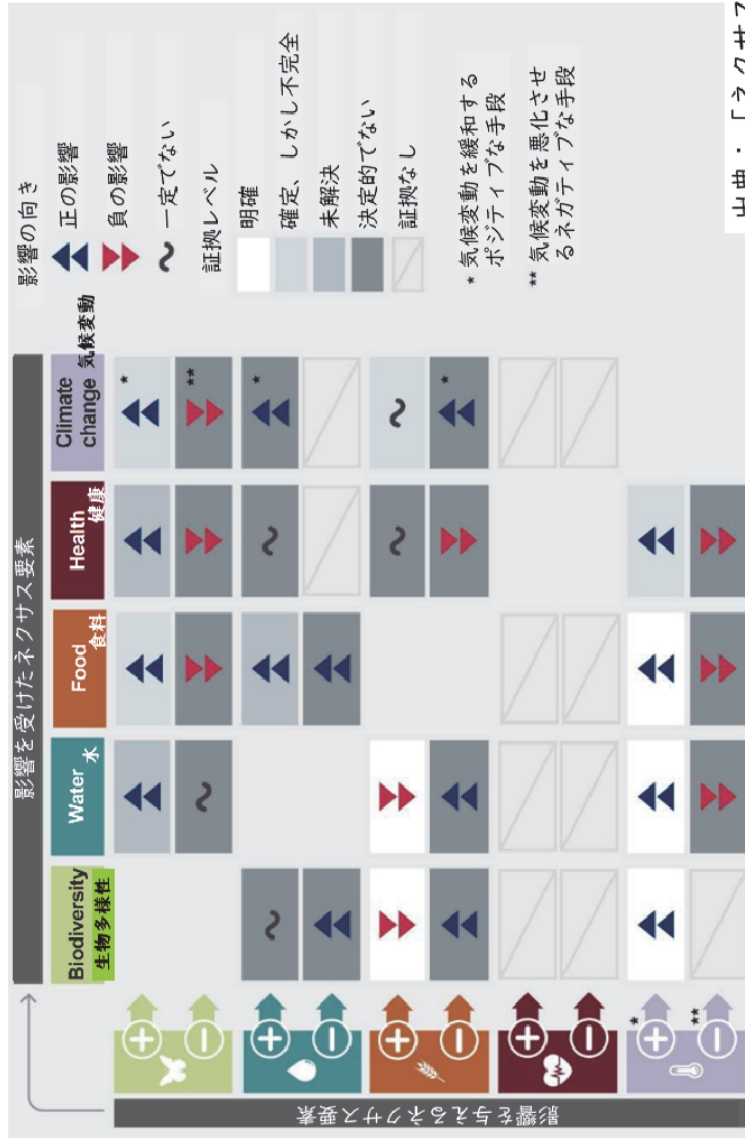 影響を受けたネクサス要素
Biodiversity
生物多様性
Water 水
Food
食料
Health
健康
Climate
change
気候変動
影響を与えるネクサス要素
+
−
+
−
+
−
+
−
* +
** −
~
*
**
~
*
~
~
~
*
影響の向き
正の影響
負の影響
~ 一定でない
証拠レベル
明確
確定、しかし不完全
未解決
決定的でない
証拠なし
* 気候変動を緩和する
ポジティブな手段
** 気候変動を悪化させ
るネガティブな手段
出典・「ネクサス